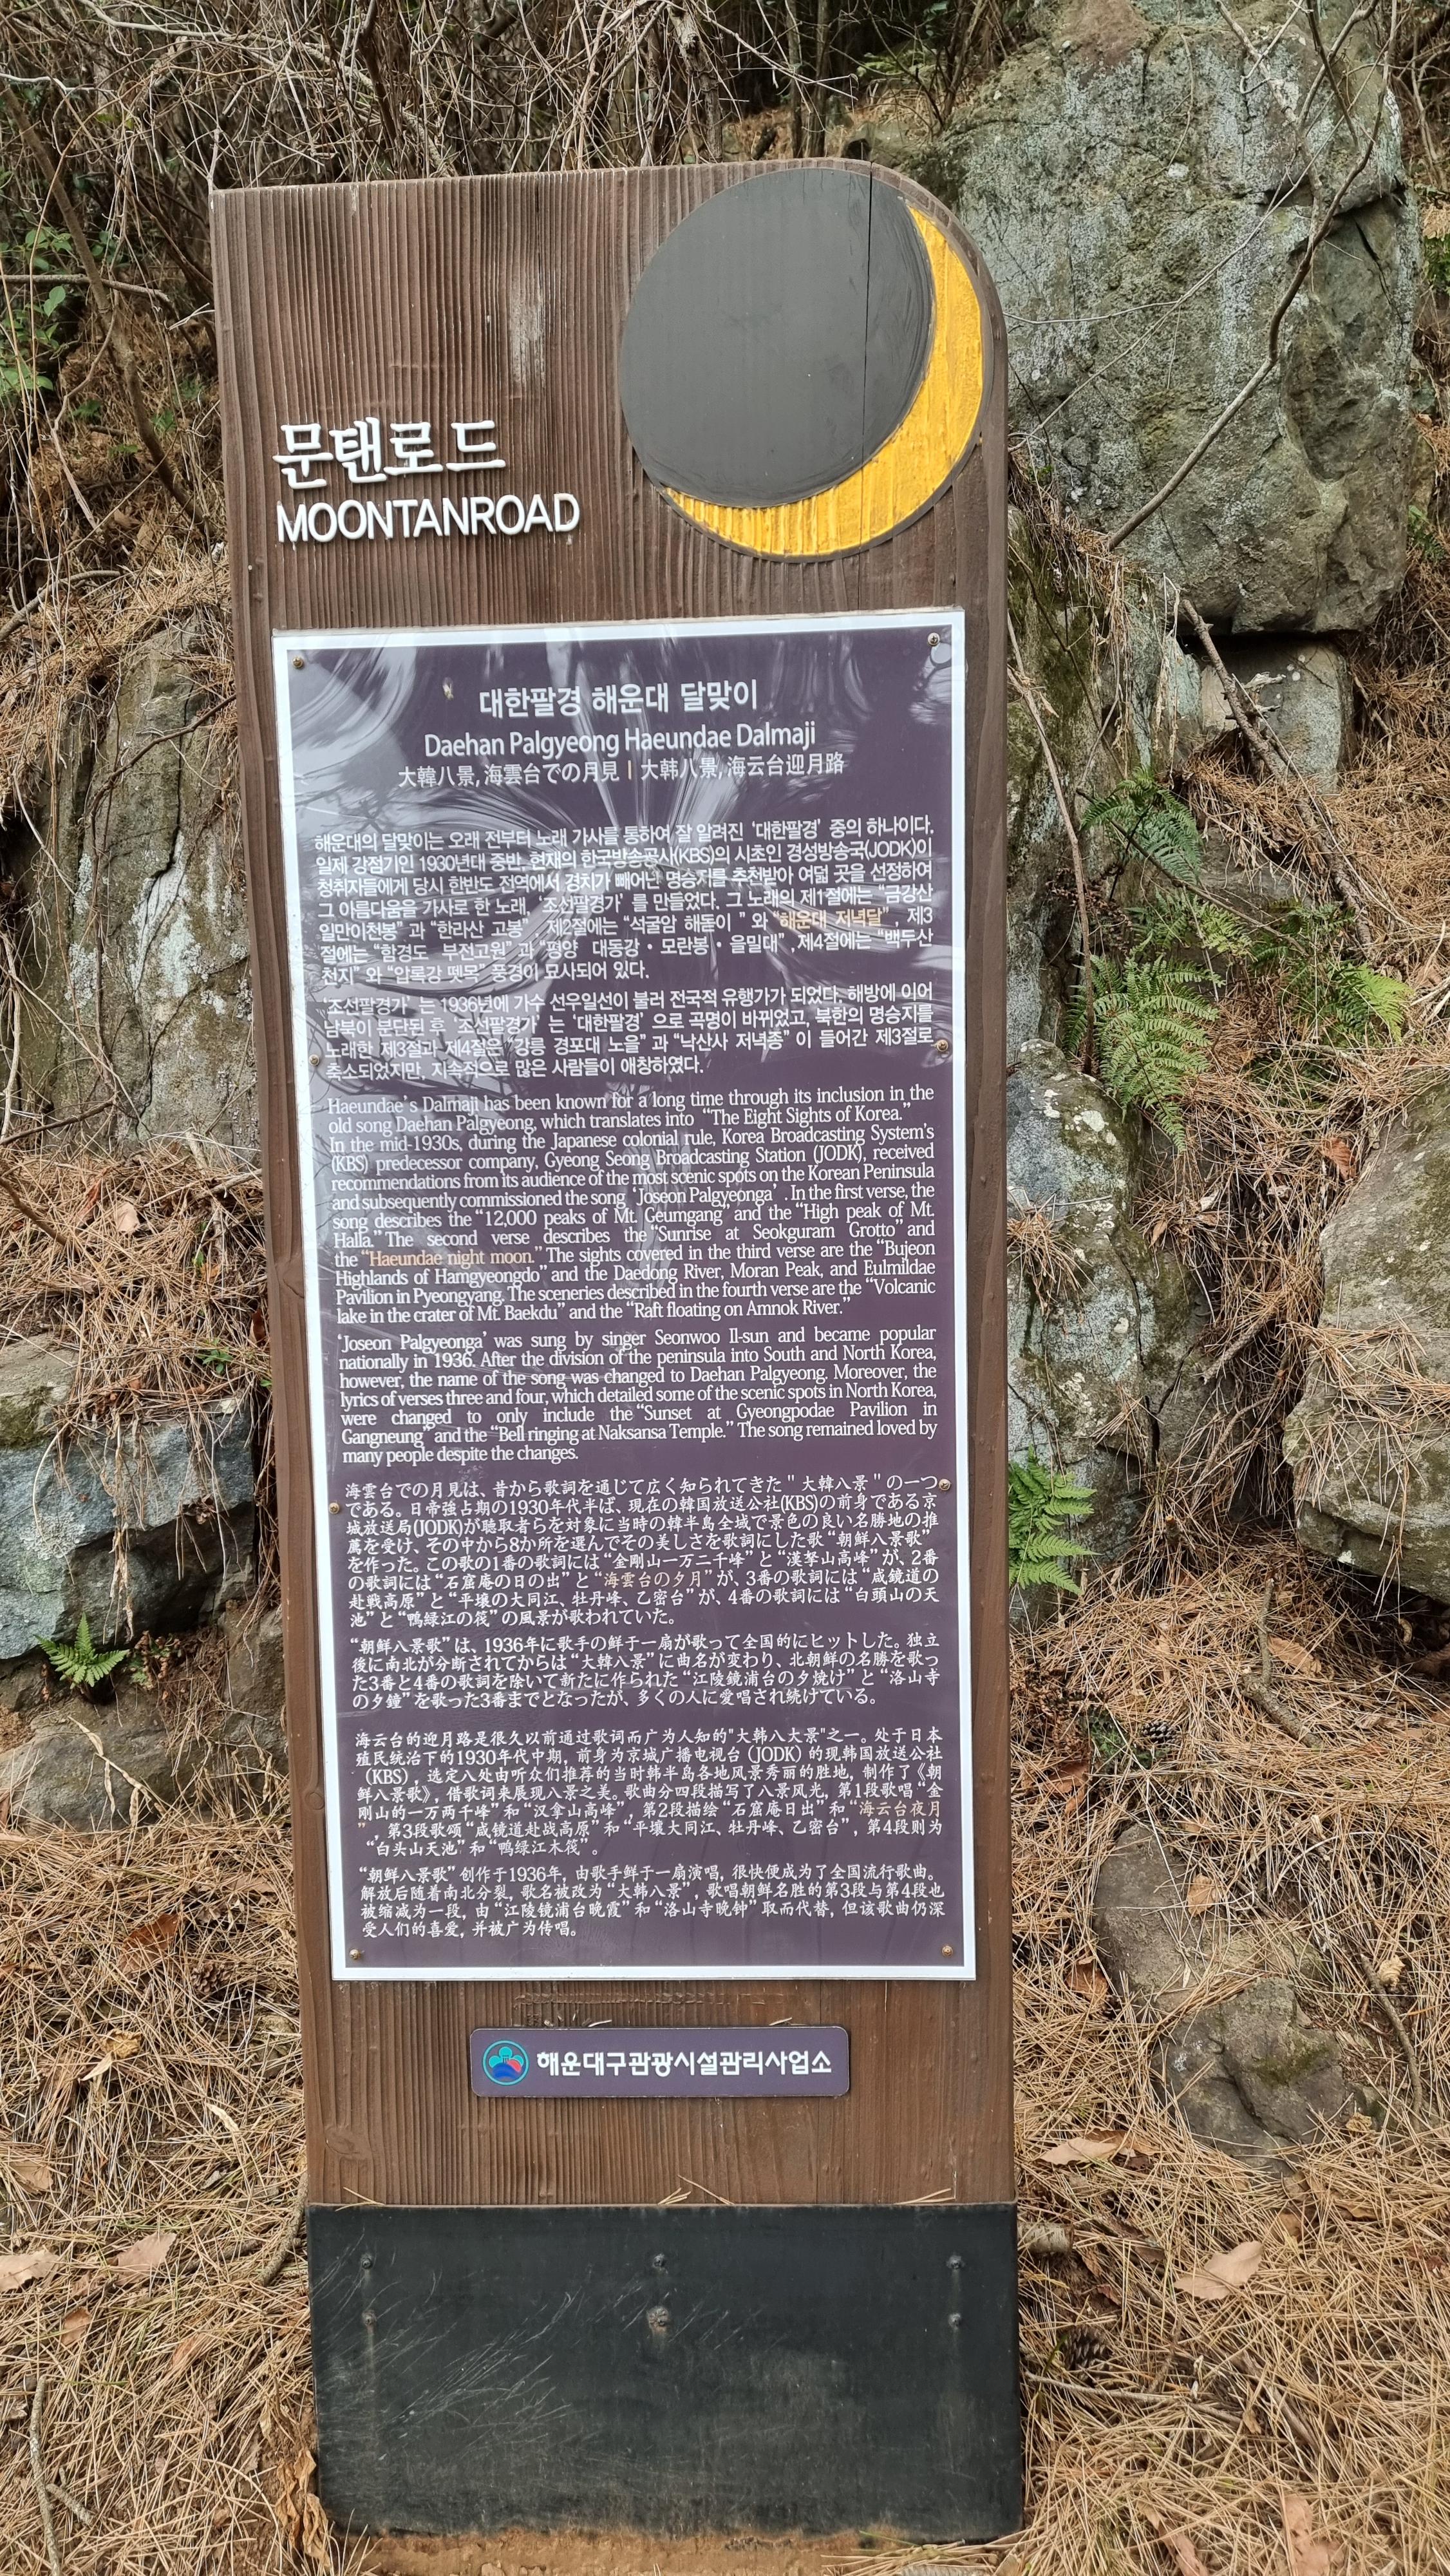 문탠로드
MOONTANROAD
대한팔경 해운대 달맞이
Daehan Palgyeong Haeundae Dalmaji
大韓八景, 海雲台での月見 | 大韩八景, 海云台迎月路
해운대의 달맞이는 오래 전부터 노래 가사를 통하여 잘 알려진 ‘대한팔경’ 중의 하나이다.
일제 강점기인 1930년대 중반, 현재의 한국방송공사(KBS)의 시초인 경성방송국(JODK)이
청취자들에게 당시 한반도 전역에서 경치가 빼어난 명승지를 추천받아 여덟 곳을 선정하여
그 아름다움을 가사로 한 노래, ‘조선팔경가’ 를 만들었다. 그 노래의 제1절에는 “금강산
일만이천봉” 과 “한라산 고봉” , 제2절에는 “석굴암 해돋이 ” 와 “해운대 저녁달” , 제3
절에는 “함경도 부전고원” 과 “평양 대동강・모란봉・을밀대” , 제4절에는 “백두산
천지” 와 “압록강 뗏목” 풍경이 묘사되어 있다.
‘조선팔경가’ 는 1936년에 가수 선우일선이 불러 전국적 유행가가 되었다. 해방에 이어
남북이 분단된 후 ‘조선팔경가’ 는 ‘대한팔경’ 으로 곡명이 바뀌었고, 북한의 명승지를
노래한 제3절과 제4절은 “강릉 경포대 노을” 과 “낙산사 저녁종” 이 들어간 제3절로
축소되었지만, 지속적으로 많은 사람들이 애창하였다.
Haeundae’s Dalmaji has been known for a long time through its inclusion in the
old song Daehan Palgyeong, which translates into “The Eight Sights of Korea.”
In the mid-1930s, during the Japanese colonial rule, Korea Broadcasting System’s
(KBS) predecessor company, Gyeong Seong Broadcasting Station (JODK), received
recommendations from its audience of the most scenic spots on the Korean Peninsula
and subsequently commissioned the song ‘Joseon Palgyeonga’ . In the first verse, the
song describes the “12,000 peaks of Mt. Geumgang” and the “High peak of Mt.
Halla.” The second verse describes the “Sunrise at Seokguram Grotto” and
the “Haeundae night moon.” The sights covered in the third verse are the “Bujeon
Highlands of Hamgyeongdo” and the Daedong River, Moran Peak, and Eulmildae
Pavilion in Pyeongyang. The sceneries described in the fourth verse are the “Volcanic
lake in the crater of Mt. Baekdu” and the “Raft floating on Amnok River.”
‘Joseon Palgyeonga’ was sung by singer Seonwoo Il-sun and became popular
nationally in 1936. After the division of the peninsula into South and North Korea,
however, the name of the song was changed to Daehan Palgyeong. Moreover, the
lyrics of verses three and four, which detailed some of the scenic spots in North Korea,
were changed to only include the “Sunset at Gyeongpodae Pavilion in
Gangneung” and the “Bell ringing at Naksansa Temple.” The song remained loved by
many people despite the changes.
海雲台での月見は、昔から歌詞を通じて広く知られてきた " 大韓八景 " の一つ
である。日帝強占期の1930年代半ば、現在の韓国放送公社(KBS)の前身である京
城放送局(JODK)が聴取者らを対象に当時の韓半島全域で景色の良い名勝地の推
薦を受け、その中から8か所を選んでその美しさを歌詞にした歌“朝鮮八景歌”
を作った。この歌の1番の歌詞には“金剛山一万二千峰”と“漢拏山高峰”が、2番
の歌詞には“石窟庵の日の出”と“海雲台の夕月”が、3番の歌詞には“咸鏡道の
赴戦高原”と“平壌の大同江、牡丹峰、乙密台”が、4番の歌詞には“白頭山の天
池”と“鴨緑江の筏”の風景が歌われていた。
“朝鮮八景歌”は、1936年に歌手の鮮于一扇が歌って全国的にヒットした。独立
後に南北が分断されてからは“大韓八景”に曲名が変わり、北朝鮮の名勝を歌っ
た3番と4番の歌詞を除いて新たに作られた“江陵鏡浦台の夕焼け”と“洛山寺
の夕鐘”を歌った3番までとなったが、多くの人に愛唱され続けている。
海云台的迎月路是很久以前通过歌词而广为人知的"大韩八大景"之一。处于日本
殖民统治下的1930年代中期，前身为京城广播电视台（JODK）的现韩国放送公社
（KBS），选定八处由听众们推荐的当时韩半岛各地风景秀丽的胜地，制作了《朝
鲜八景歌》，借歌词来展现八景之美。歌曲分四段描写了八景风光，第1段歌唱“金
刚山的一万两千峰”和“汉拿山高峰”，第2段描绘“石窟庵日出”和“海云台夜月
”，第3段歌颂“咸镜道赴战高原”和“平壤大同江、牡丹峰、乙密台”，第4段则为
“白头山天池”和“鸭绿江木筏”。
“朝鲜八景歌”创作于1936年，由歌手鲜于一扇演唱，很快便成为了全国流行歌曲。
解放后随着南北分裂，歌名被改为“大韩八景”，歌唱朝鲜名胜的第3段与第4段也
被缩减为一段，由“江陵镜浦台晚霞”和“洛山寺晚钟”取而代替，但该歌曲仍深
受人们的喜爱，并被广为传唱。
해운대구관광시설관리사업소